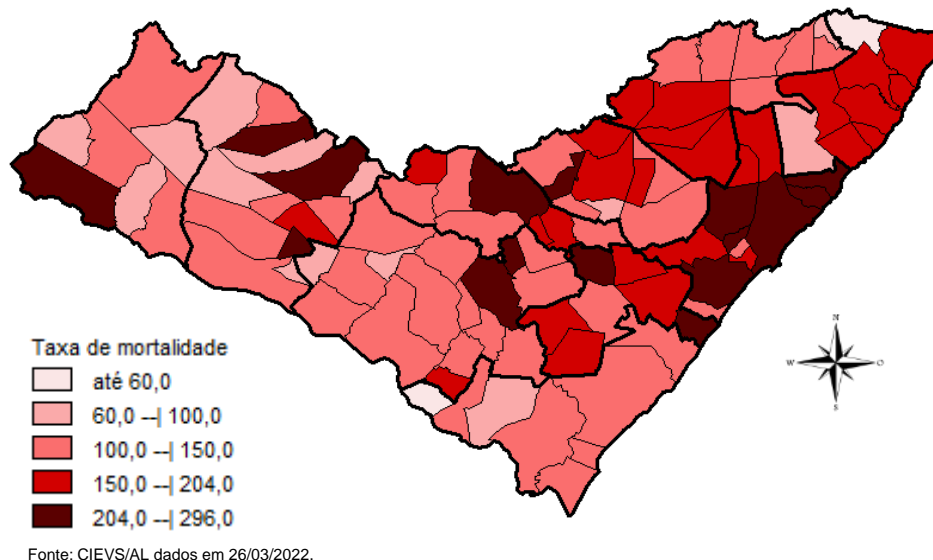 N
W
O
S
Taxa de mortalidade
até 60,0
60,0 --| 100,0
100,0 --| 150,0
150,0 --| 204,0
204,0 --| 296,0
Fonte: CIEVS/AL dados em 26/03/2022.